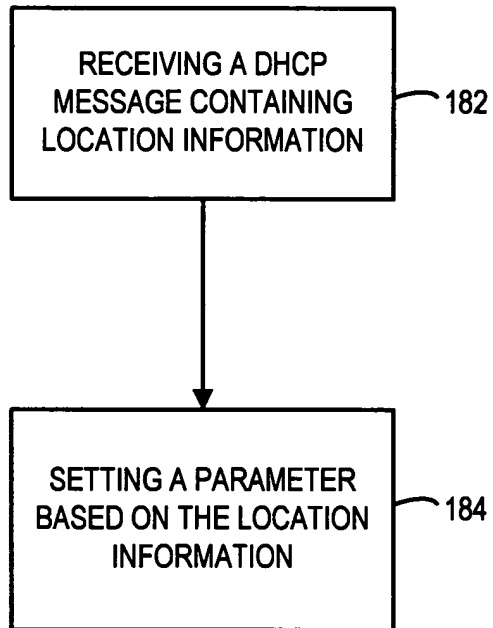 RECEIVING A DHCP
MESSAGE CONTAINING
LOCATION INFORMATION
182
SETTING A PARAMETER
BASED ON THE LOCATION
INFORMATION
184